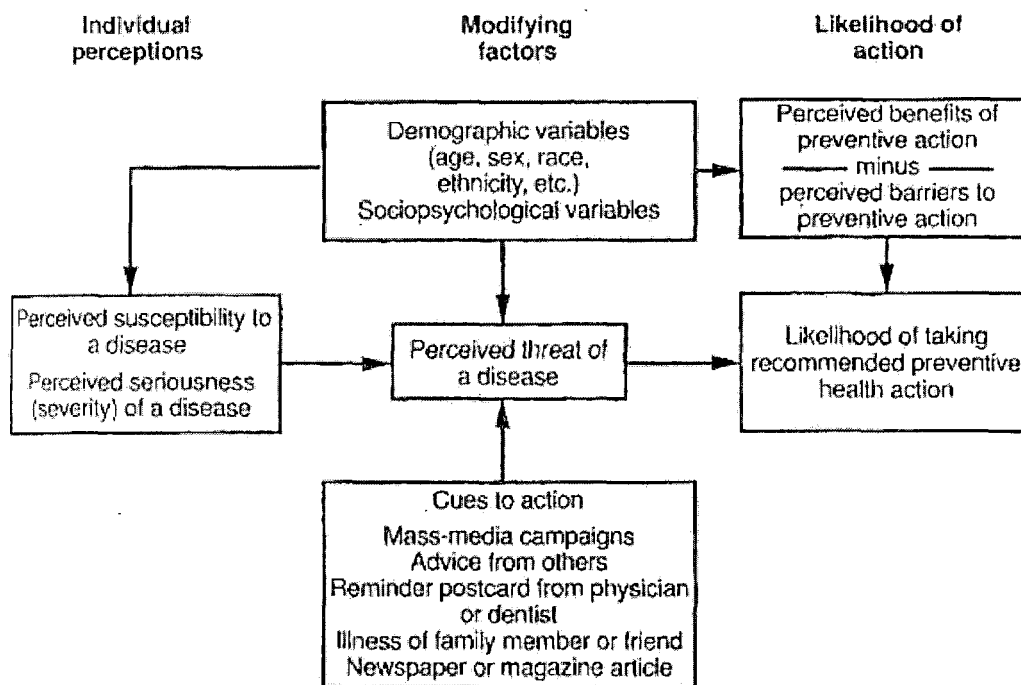 Individual
perceptions
Modifying
factors
Likelihood of
action
Demographic variables
(age, sex, race,
ethnicity, etc.)
Sociopsychological variables
Perceived benefits of
preventive action
minus
perceived barriers to
preventive action
Perceived susceptibility to
a disease
Perceived seriousness
(severity) of a disease
Perceived threat of
a disease
Likelihood of taking
recommended preventive
health action
Cues to action
Mass-media campaigns
Advice from others
Reminder postcard from physician
or dentist
Illness of family member or friend
Newspaper or magazine article